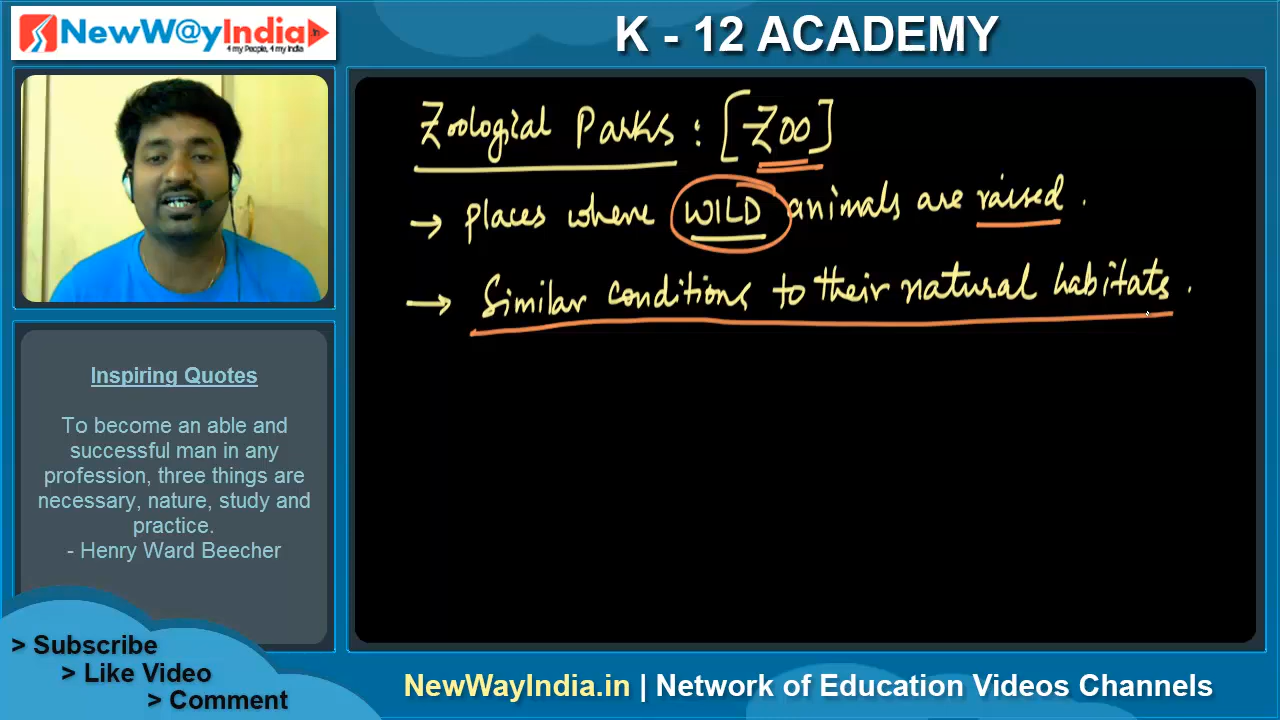 NewW@yIndia.in
4 my People, 4 my India
K - 12 ACADEMY
Zoological Parks : [Zoo]
→ places where WILD animals are raised .
→ Similar conditions to their natural habitats .
Inspiring Quotes
To become an able and
successful man in any
profession, three things are
necessary, nature, study and
practice.
- Henry Ward Beecher
> Subscribe
> Like Video
> Comment
NewWayIndia.in | Network of Education Videos Channels